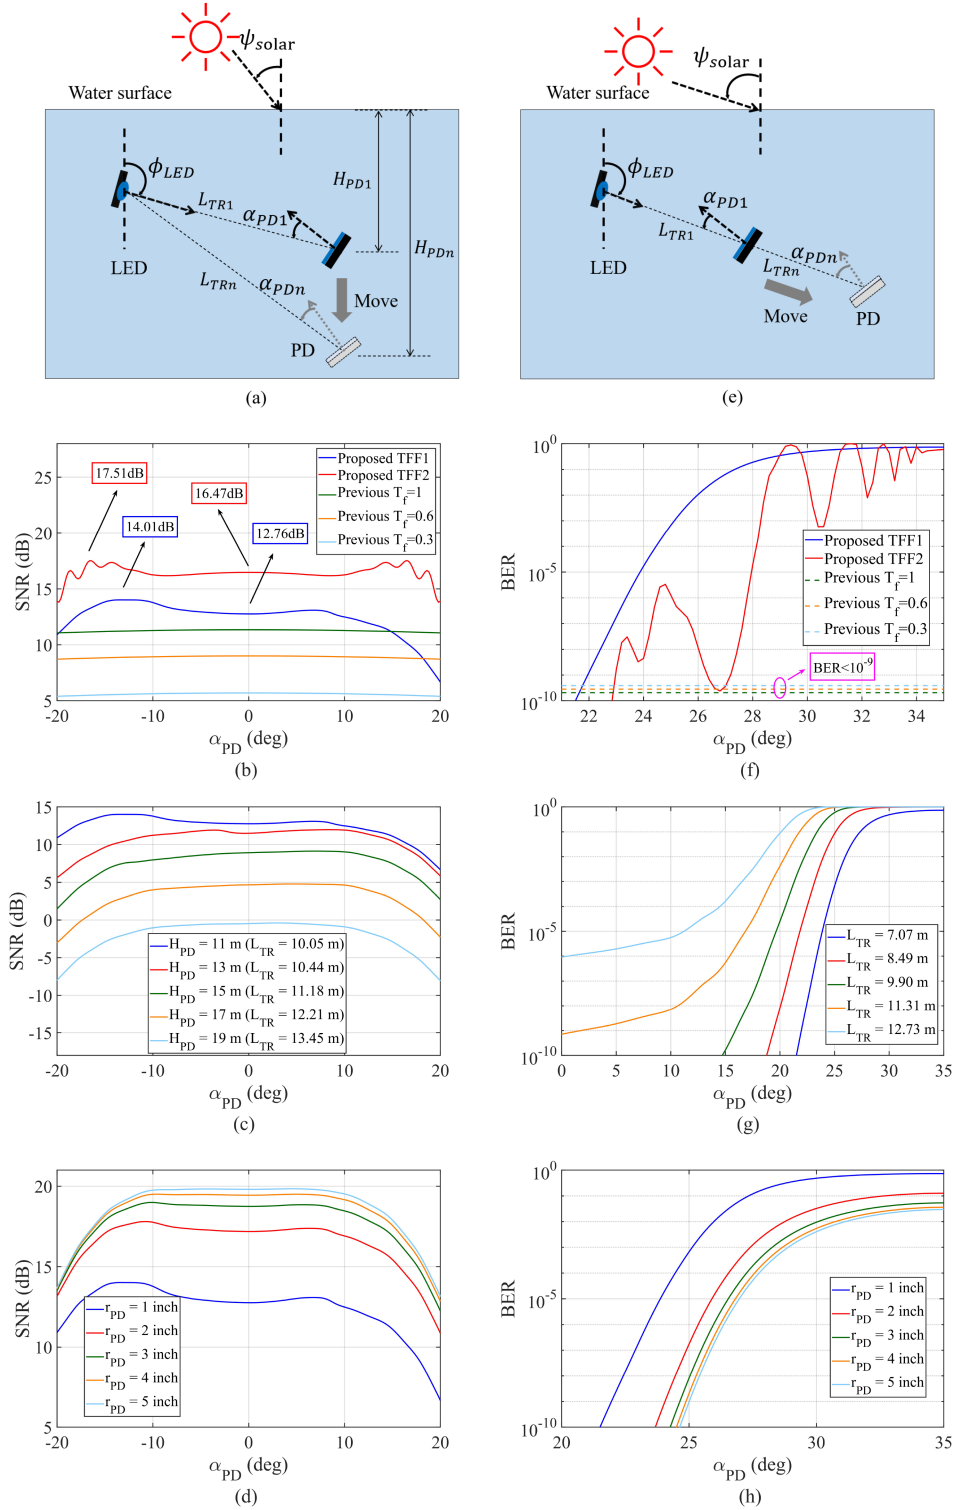 ψsolar
Water surface
ϕLED
LTR1
αPD1
HPD1
HPDn
LED
LTRn
αPDn
Move
PD
(a)
ψsolar
Water surface
ϕLED
αPD1
LTR1
αPDn
LTRn
LED
Move
PD
(e)
SNR (dB)
25
20
15
10
5
-20 -10 0 10 20
αPD (deg)
17.51dB
14.01dB
16.47dB
12.76dB
Proposed TFF1
Proposed TFF2
Previous Tf=1
Previous Tf=0.6
Previous Tf=0.3
(b)
BER
10^0
10^-5
10^-10
22 24 26 28 30 32 34
αPD (deg)
Proposed TFF1
Proposed TFF2
Previous Tf=1
Previous Tf=0.6
Previous Tf=0.3
BER<10^-9
(f)
SNR (dB)
15
10
5
0
-5
-10
-15
-20 -10 0 10 20
αPD (deg)
HPD = 11 m (LTR = 10.05 m)
HPD = 13 m (LTR = 10.44 m)
HPD = 15 m (LTR = 11.18 m)
HPD = 17 m (LTR = 12.21 m)
HPD = 19 m (LTR = 13.45 m)
(c)
BER
10^0
10^-5
10^-10
0 5 10 15 20 25 30 35
αPD (deg)
LTR = 7.07 m
LTR = 8.49 m
LTR = 9.90 m
LTR = 11.31 m
LTR = 12.73 m
(g)
SNR (dB)
20
15
10
5
-20 -10 0 10 20
αPD (deg)
rPD = 1 inch
rPD = 2 inch
rPD = 3 inch
rPD = 4 inch
rPD = 5 inch
(d)
BER
10^0
10^-5
10^-10
20 25 30 35
αPD (deg)
rPD = 1 inch
rPD = 2 inch
rPD = 3 inch
rPD = 4 inch
rPD = 5 inch
(h)